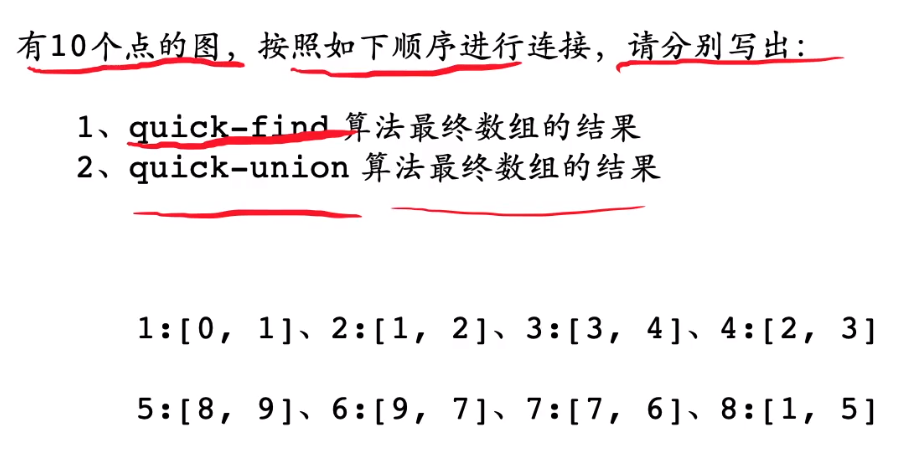 有10个点的图，按照如下顺序进行连接，请分别写出：
1、quick-find 算法最终数组的结果
2、quick-union 算法最终数组的结果
1:[0, 1]、2:[1, 2]、3:[3, 4]、4:[2, 3]
5:[8, 9]、6:[9, 7]、7:[7, 6]、8:[1, 5]